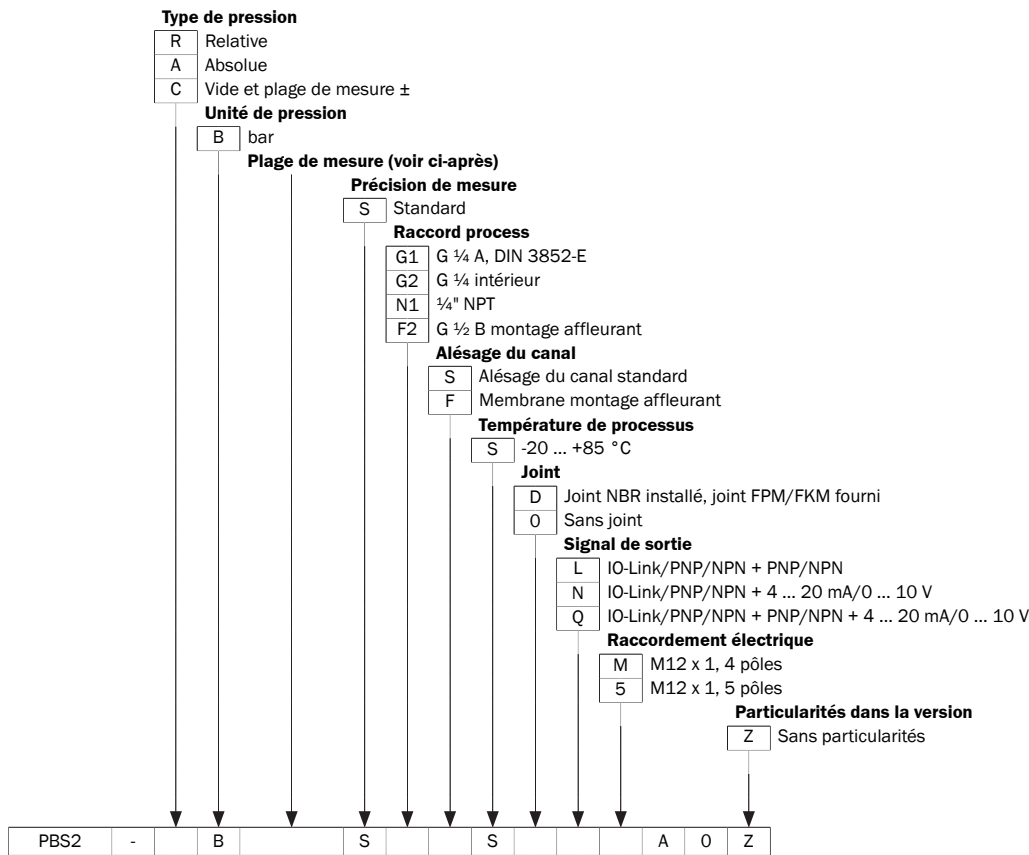 Type de pression
R Relative
A Absolue
C Vide et plage de mesure ±
Unité de pression
B bar
Plage de mesure (voir ci-après)
Précision de mesure
S Standard
Raccord process
G1 G ¼ A, DIN 3852-E
G2 G ¼ intérieur
N1 ¼" NPT
F2 G ½ B montage affleurant
Alésage du canal
S Alésage du canal standard
F Membrane montage affleurant
Température de processus
S -20 ... +85 °C
Joint
D Joint NBR installé, joint FPM/FKM fourni
0 Sans joint
Signal de sortie
L IO-Link/PNP/NPN + PNP/NPN
N IO-Link/PNP/NPN + 4 ... 20 mA/0 ... 10 V
Q IO-Link/PNP/NPN + PNP/NPN + 4 ... 20 mA/0 ... 10 V
Raccordement électrique
M M12 x 1, 4 pôles
5 M12 x 1, 5 pôles
Particularités dans la version
Z Sans particularités
PBS2 - B S S A 0 Z